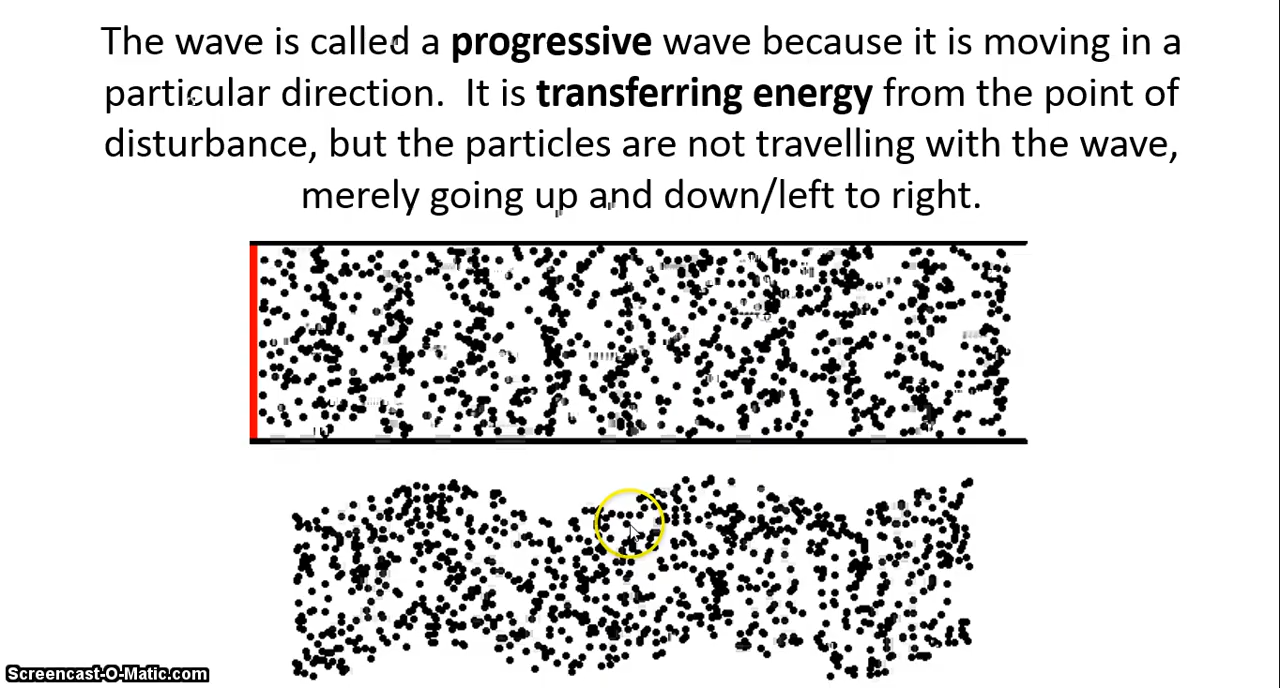 The wave is called a progressive wave because it is moving in a
particular direction.  It is transferring energy from the point of
disturbance, but the particles are not travelling with the wave,
merely going up and down/left to right.
Screencast-O-Matic.com